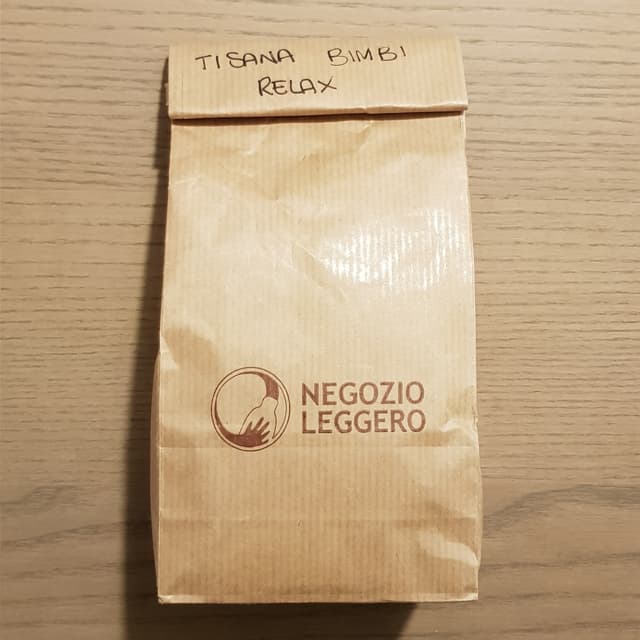 TISANA BIMBI
RELAX
NEGOZIO
LEGGERO